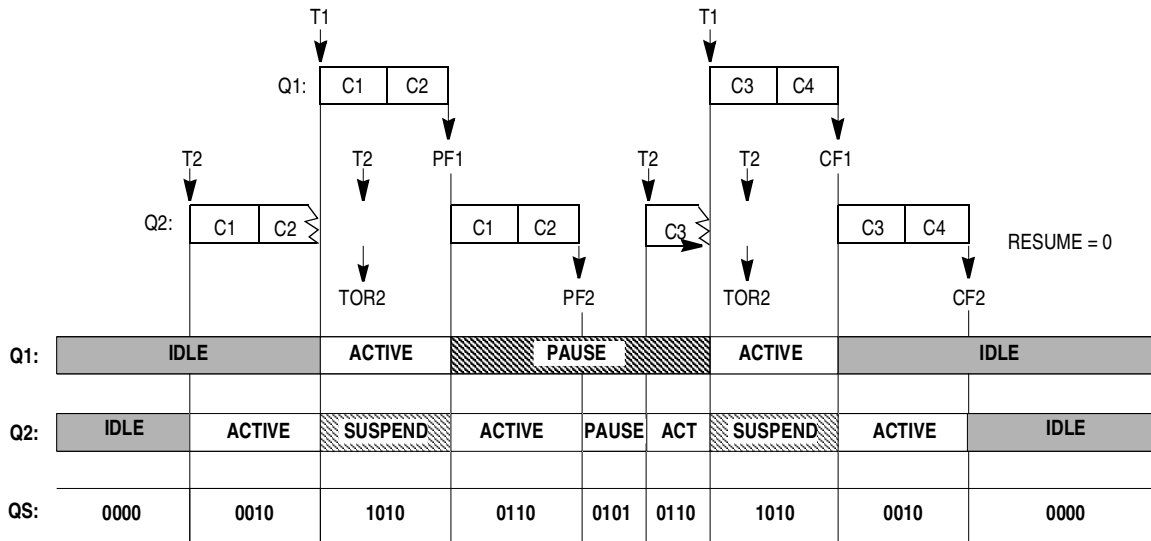 T1 T1
Q1: C1 C2 C3 C4
T2 T2 PF1 T2 T2 CF1
Q2: C1 C2 C1 C2 C3 C3 C4
RESUME = 0
TOR2 PF2 TOR2 CF2
Q1: IDLE ACTIVE PAUSE ACTIVE IDLE
Q2: IDLE ACTIVE SUSPEND ACTIVE PAUSE ACT SUSPEND ACTIVE IDLE
QS: 0000 0010 1010 0110 0101 0110 1010 0010 0000